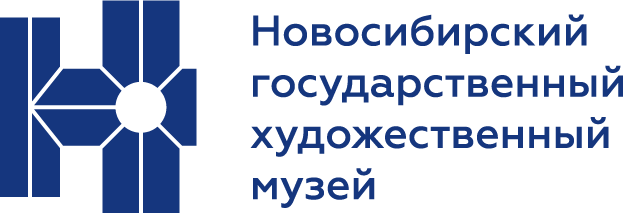 Новосибирский
государственный
художественный
музей